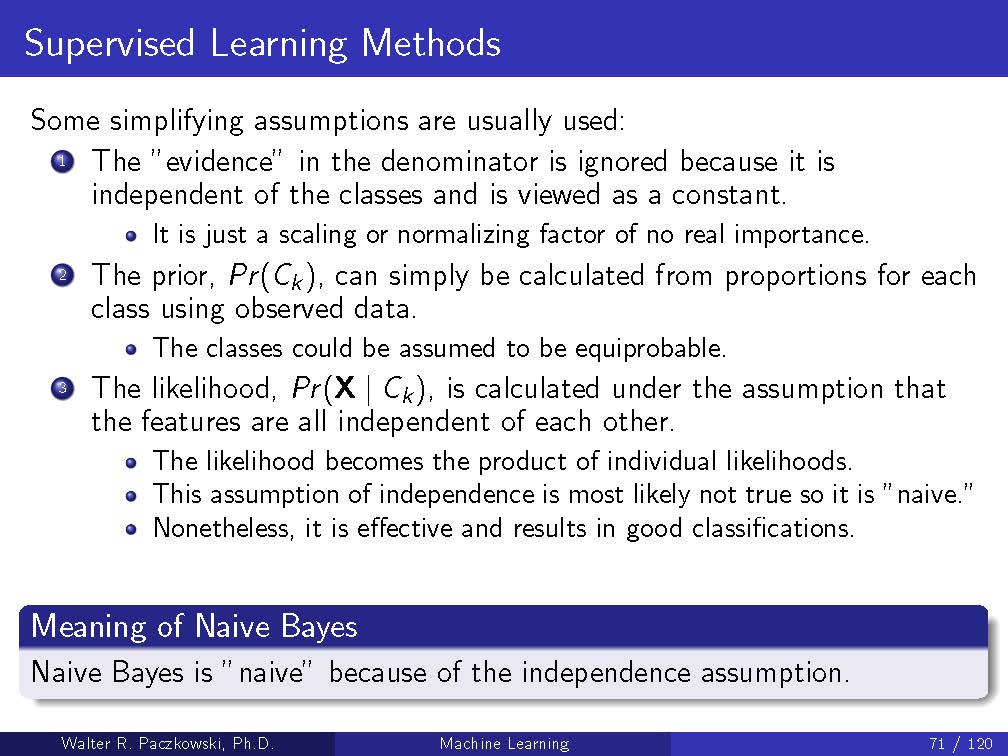 Supervised Learning Methods
Some simplifying assumptions are usually used:
1 The ”evidence” in the denominator is ignored because it is
independent of the classes and is viewed as a constant.
• It is just a scaling or normalizing factor of no real importance.
2 The prior, Pr(Cₖ), can simply be calculated from proportions for each
class using observed data.
• The classes could be assumed to be equiprobable.
3 The likelihood, Pr(X | Cₖ), is calculated under the assumption that
the features are all independent of each other.
• The likelihood becomes the product of individual likelihoods.
• This assumption of independence is most likely not true so it is ”naive.”
• Nonetheless, it is effective and results in good classifications.
Meaning of Naive Bayes
Naive Bayes is ”naive” because of the independence assumption.
Walter R. Paczkowski, Ph.D. Machine Learning 71 / 120